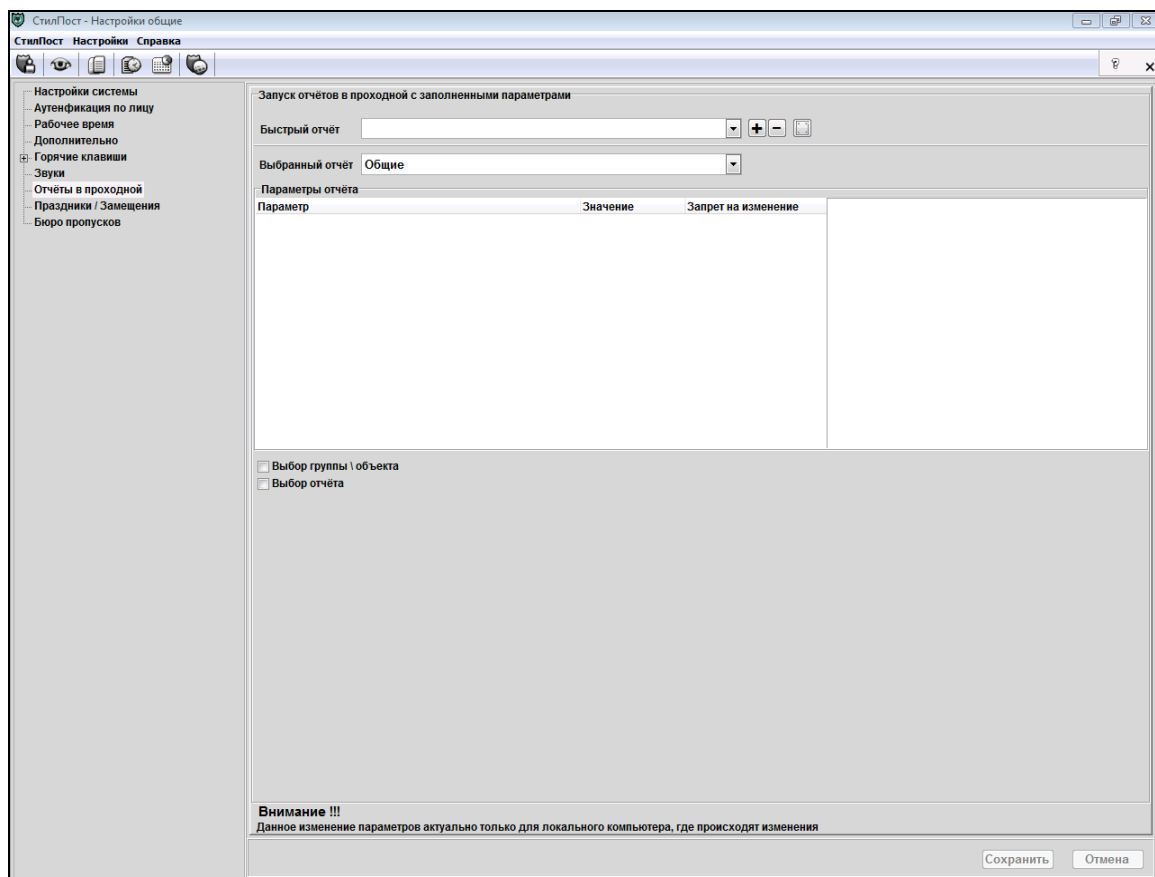 СтилПост - Настройки общие
СтилПост Настройки Справка
Настройки системы
Аутенфикация по лицу
Рабочее время
Дополнительно
Горячие клавиши
Звуки
Отчёты в проходной
Праздники / Замещения
Бюро пропусков
Запуск отчётов в проходной с заполненными параметрами
Быстрый отчёт
Выбранный отчёт Общие
Параметры отчёта
Параметр Значение Запрет на изменение
Выбор группы \ объекта
Выбор отчёта
Внимание !!!
Данное изменение параметров актуально только для локального компьютера, где происходят изменения
Сохранить Отмена